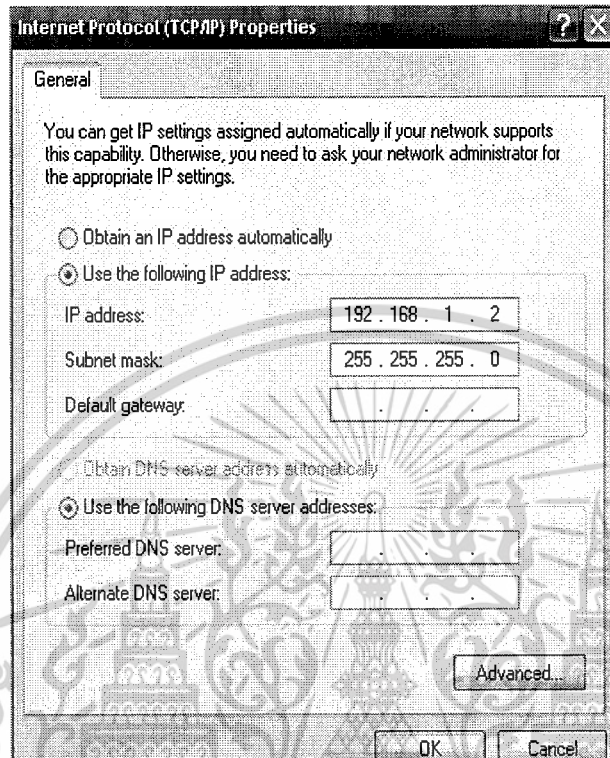 Internet Protocol (TCP/IP) Properties
General
You can get IP settings assigned automatically if your network supports
this capability. Otherwise, you need to ask your network administrator for
the appropriate IP settings.
Obtain an IP address automatically
Use the following IP address:
IP address: 192 . 168 . 1 . 2
Subnet mask: 255 . 255 . 255 . 0
Default gateway: . . .
Obtain DNS server address automatically
Use the following DNS server addresses:
Preferred DNS server: . . .
Alternate DNS server: . . .
Advanced...
OK Cancel